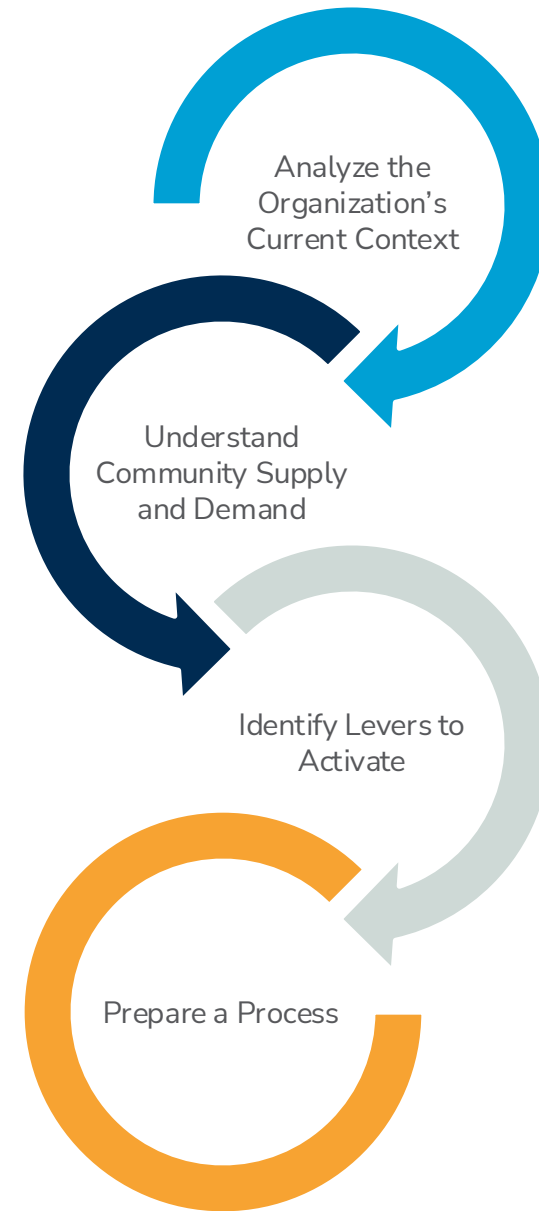 Analyze the
Organization’s
Current Context
Understand
Community Supply
and Demand
Identify Levers to
Activate
Prepare a Process